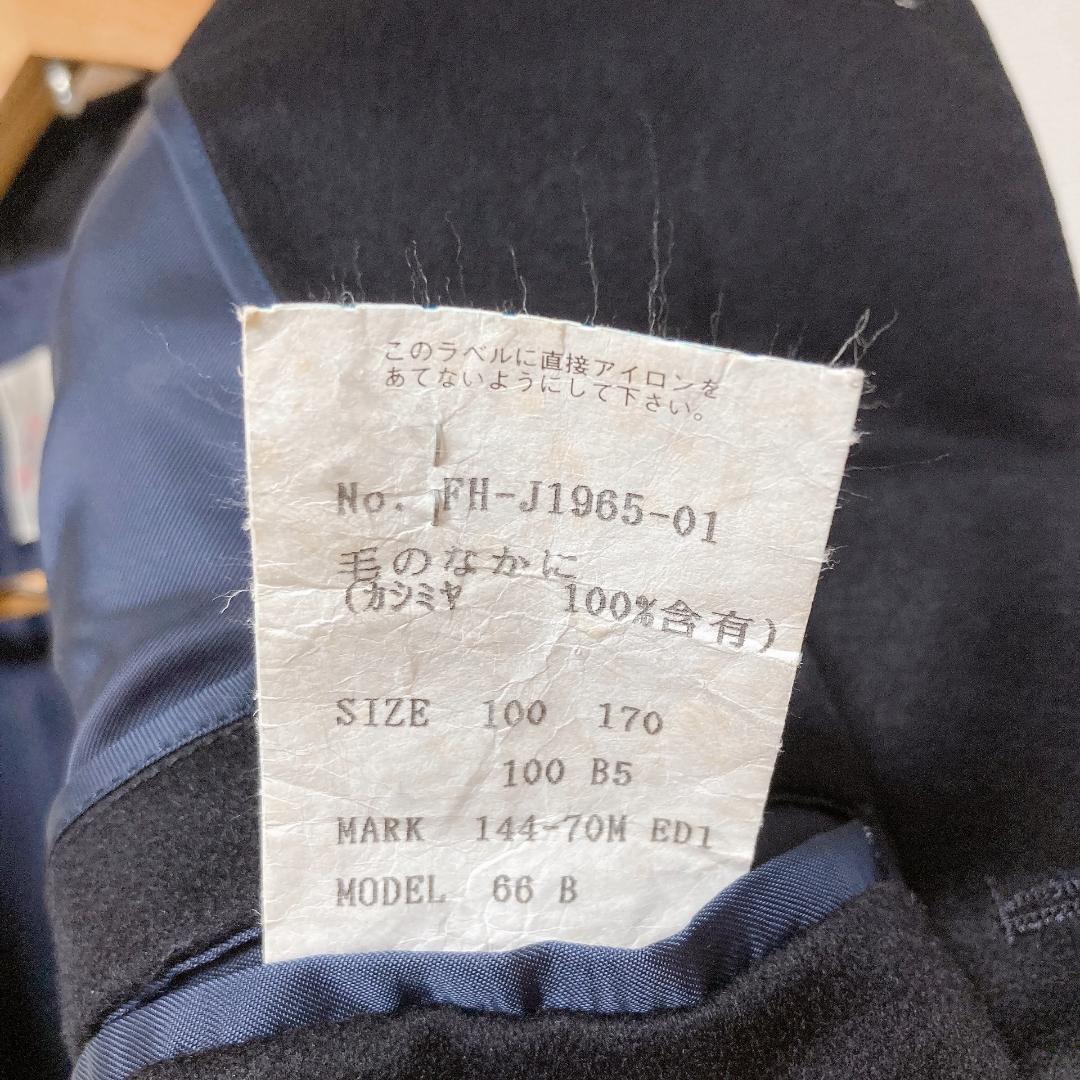 このラベルに直接アイロンを
あてないようにして下さい。
No. FH-J1965-01
毛のなかに
(カシミヤ 100%含有)
SIZE 100 170
100 B5
MARK 144-70M ED1
MODEL 66 B